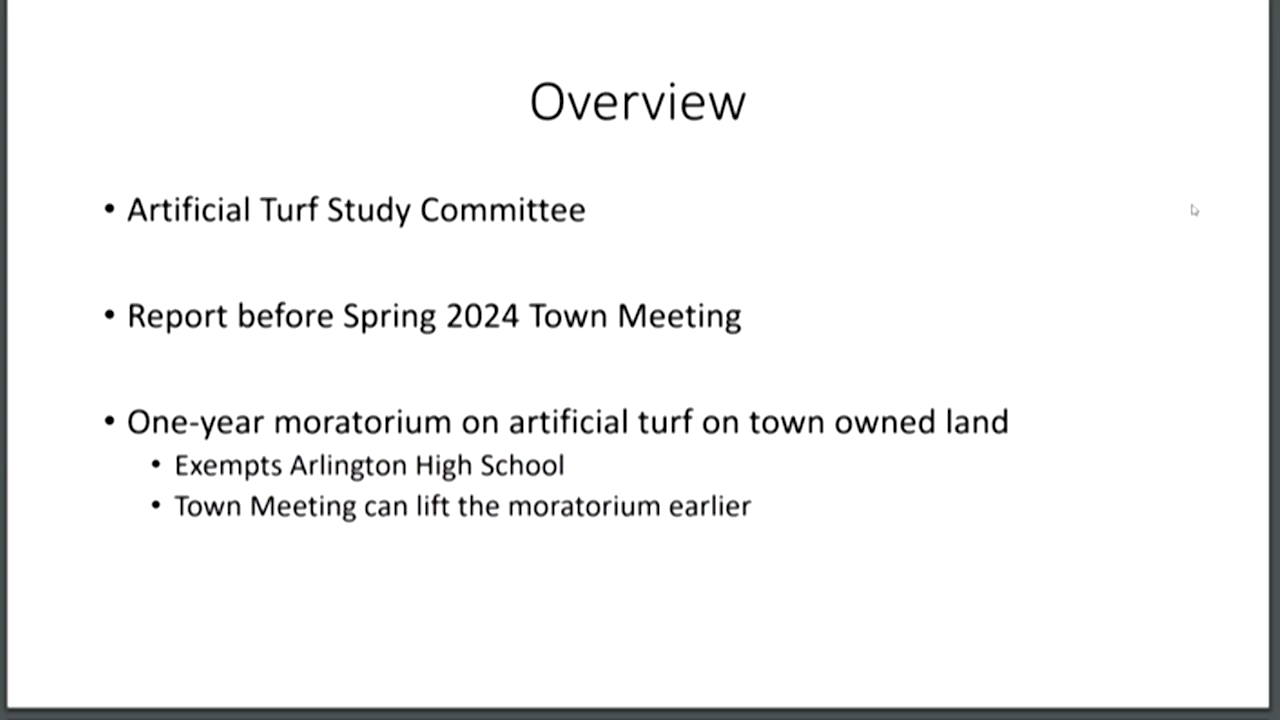 Overview
• Artificial Turf Study Committee
• Report before Spring 2024 Town Meeting
• One-year moratorium on artificial turf on town owned land
• Exempts Arlington High School
• Town Meeting can lift the moratorium earlier